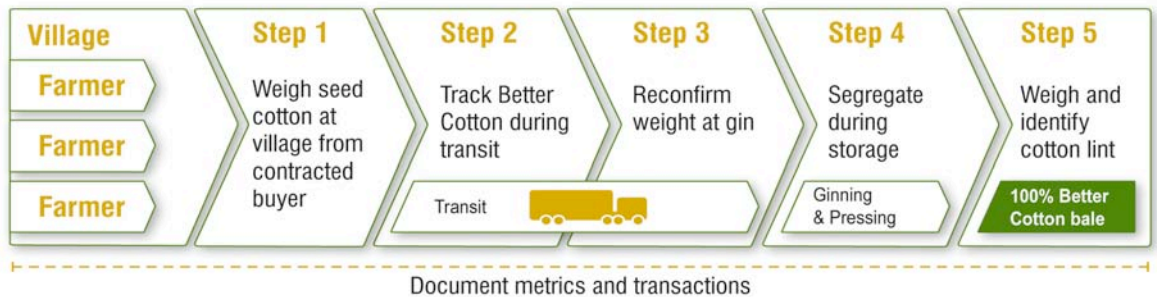 Village
Farmer
Farmer
Farmer
Step 1
Weigh seed
cotton at
village from
contracted
buyer
Step 2
Track Better
Cotton during
transit
Transit
Step 3
Reconfirm
weight at gin
Step 4
Segregate
during
storage
Ginning
& Pressing
Step 5
Weigh and
identify
cotton lint
100% Better
Cotton bale
Document metrics and transactions